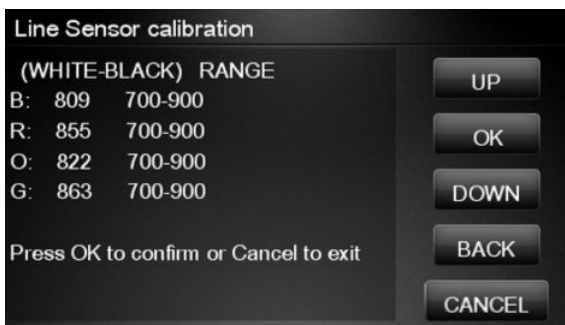 Line Sensor calibration
(WHITE-BLACK) RANGE
B: 809 700-900
R: 855 700-900
O: 822 700-900
G: 863 700-900
Press OK to confirm or Cancel to exit
UP
OK
DOWN
BACK
CANCEL